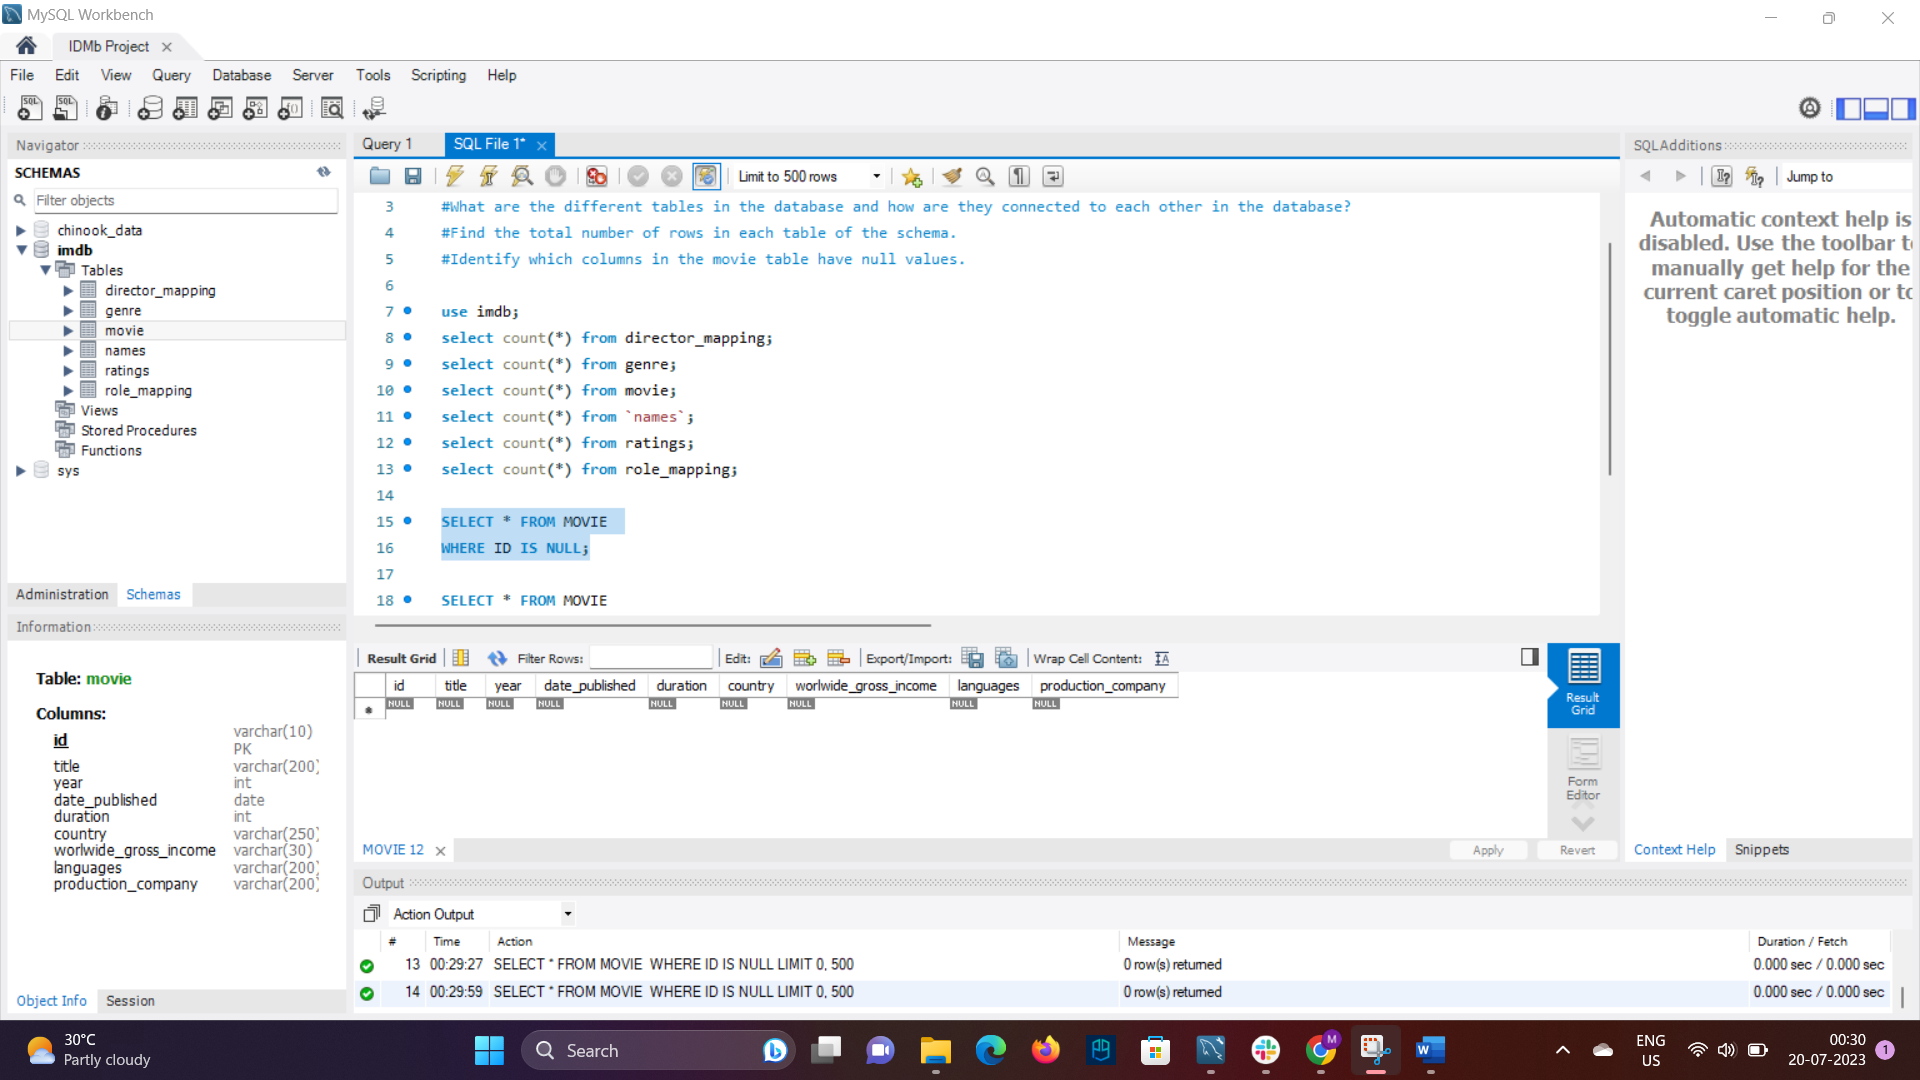 MySQL Workbench
IDMb Project
File Edit View Query Database Server Tools Scripting Help
Navigator
SCHEMAS
Filter objects
chinook_data
imdb
Tables
director_mapping
genre
movie
names
ratings
role_mapping
Views
Stored Procedures
Functions
sys
Administration Schemas
Information
Table: movie
Columns:
id varchar(10) PK
title varchar(200)
year int
date_published date
duration int
country varchar(250)
worlwide_gross_income varchar(30)
languages varchar(200)
production_company varchar(200)
Object Info Session
Query 1 SQL File 1*
Limit to 500 rows
3 #What are the different tables in the database and how are they connected to each other in the database?
4 #Find the total number of rows in each table of the schema.
5 #Identify which columns in the movie table have null values.
6
7 use imdb;
8 select count(*) from director_mapping;
9 select count(*) from genre;
10 select count(*) from movie;
11 select count(*) from `names`;
12 select count(*) from ratings;
13 select count(*) from role_mapping;
14
15 SELECT * FROM MOVIE
16 WHERE ID IS NULL;
17
18 SELECT * FROM MOVIE
Result Grid Filter Rows: Edit: Export/Import: Wrap Cell Content:
id title year date_published duration country worlwide_gross_income languages production_company
NULL NULL NULL NULL NULL NULL NULL NULL NULL
Result Grid
Form Editor
MOVIE 12 Apply Revert
Output
Action Output
# Time Action Message Duration / Fetch
13 00:29:27 SELECT * FROM MOVIE WHERE ID IS NULL LIMIT 0, 500 0 row(s) returned 0.000 sec / 0.000 sec
14 00:29:59 SELECT * FROM MOVIE WHERE ID IS NULL LIMIT 0, 500 0 row(s) returned 0.000 sec / 0.000 sec
SQLAdditions
Jump to
Automatic context help is
disabled. Use the toolbar to
manually get help for the
current caret position or to
toggle automatic help.
Context Help Snippets
30°C
Partly cloudy
Search
M
ENG
US
00:30
20-07-2023
1